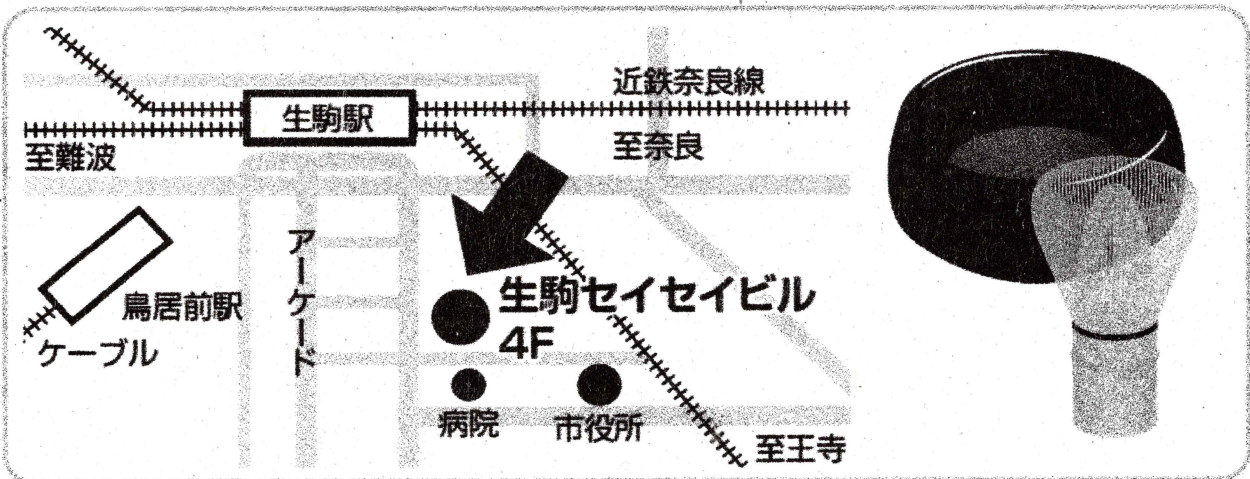 近鉄奈良線
生駒駅
至難波
至奈良
アーケード
鳥居前駅
ケーブル
生駒セイセイビル
4F
病院
市役所
至王寺